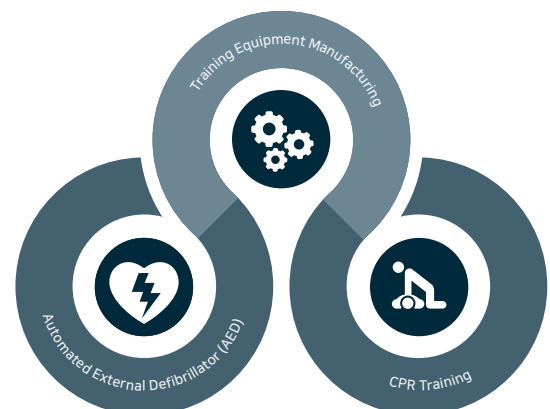 Training Equipment Manufacturing
Automated External Defibrillator (AED)
CPR Training